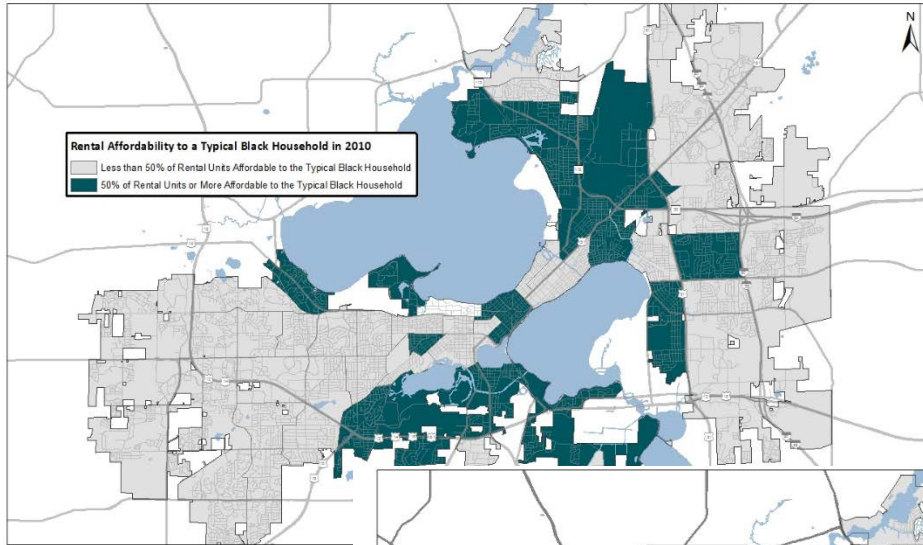 N
Rental Affordability to a Typical Black Household in 2010
Less than 50% of Rental Units Affordable to the Typical Black Household
50% of Rental Units or More Affordable to the Typical Black Household